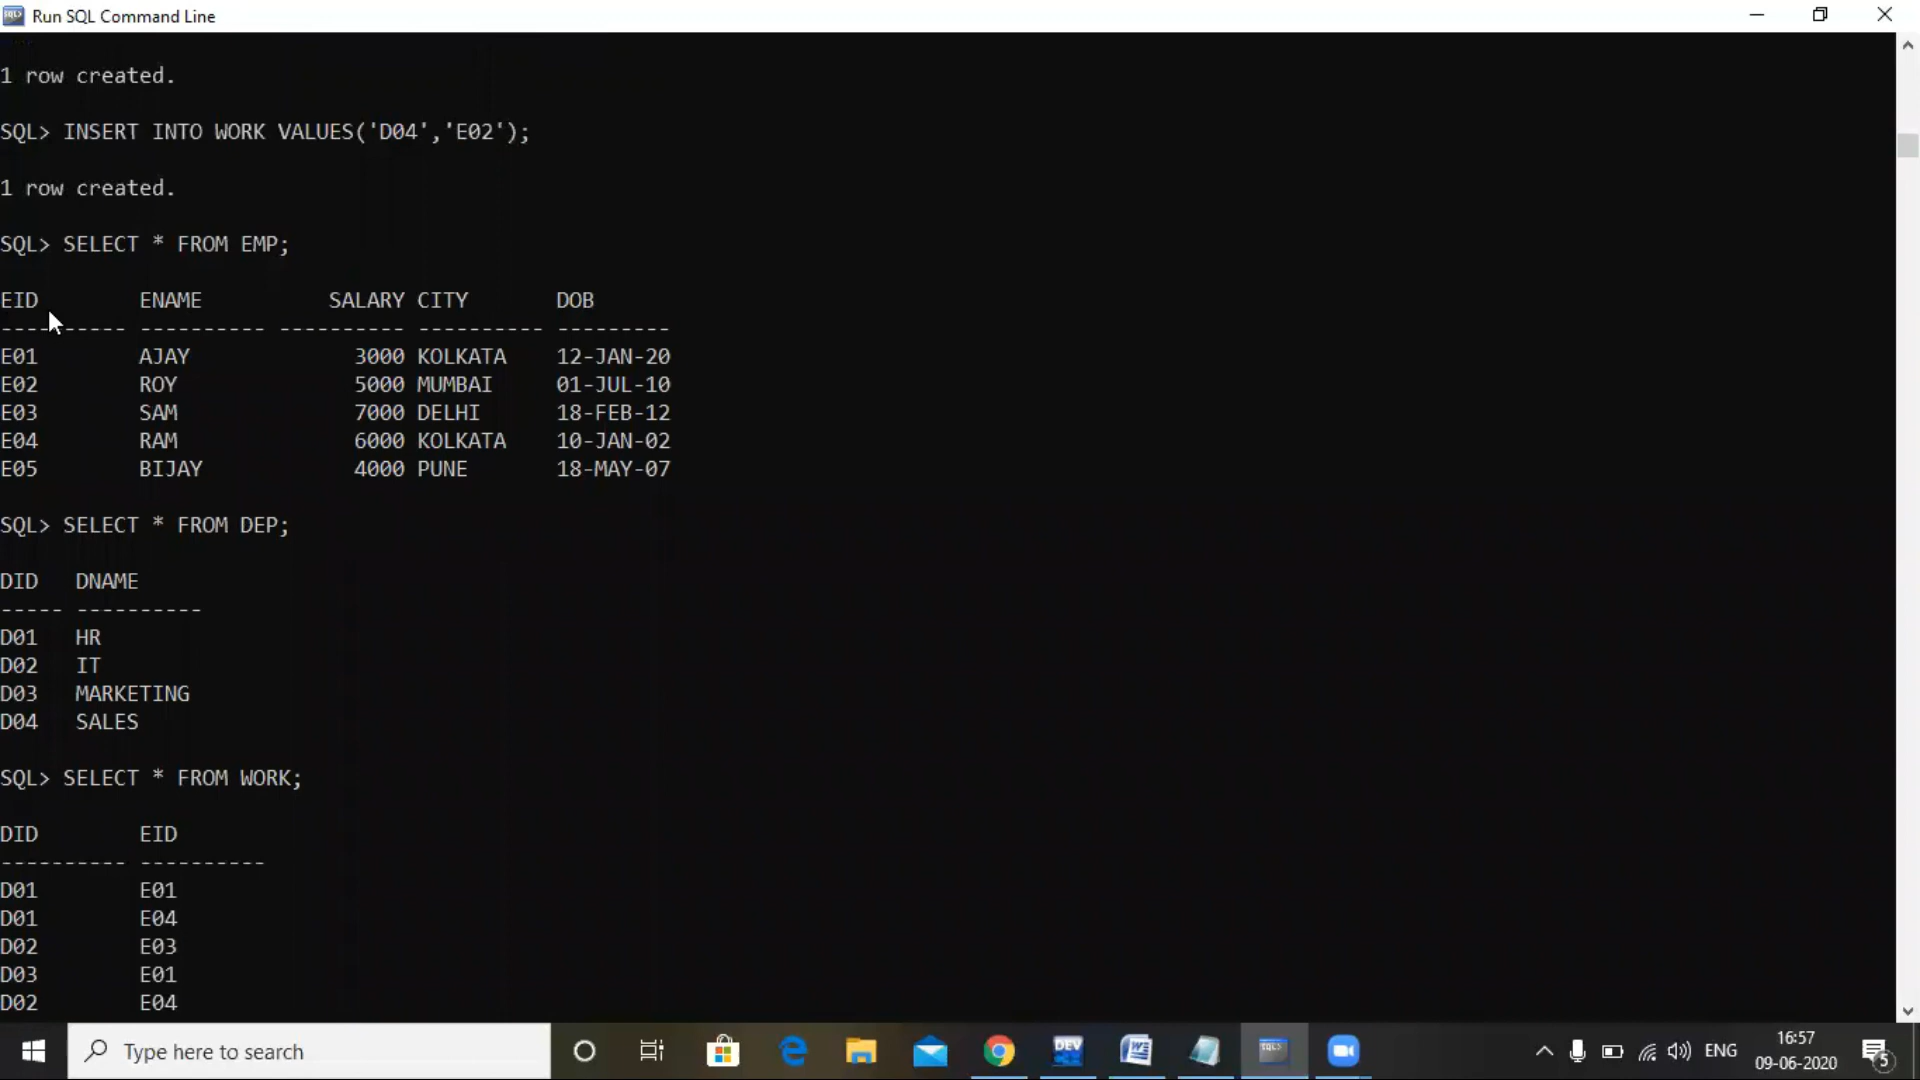 Run SQL Command Line
1 row created.
SQL> INSERT INTO WORK VALUES('D04','E02');
1 row created.
SQL> SELECT * FROM EMP;
EID ENAME SALARY CITY DOB
---------- ---------- ---------- ---------- ---------
E01 AJAY 3000 KOLKATA 12-JAN-20
E02 ROY 5000 MUMBAI 01-JUL-10
E03 SAM 7000 DELHI 18-FEB-12
E04 RAM 6000 KOLKATA 10-JAN-02
E05 BIJAY 4000 PUNE 18-MAY-07
SQL> SELECT * FROM DEP;
DID DNAME
----- ----------
D01 HR
D02 IT
D03 MARKETING
D04 SALES
SQL> SELECT * FROM WORK;
DID EID
---------- ----------
D01 E01
D01 E04
D02 E03
D03 E01
D02 E04
Type here to search
DEV
SQL>
ENG
16:57
09-06-2020
5